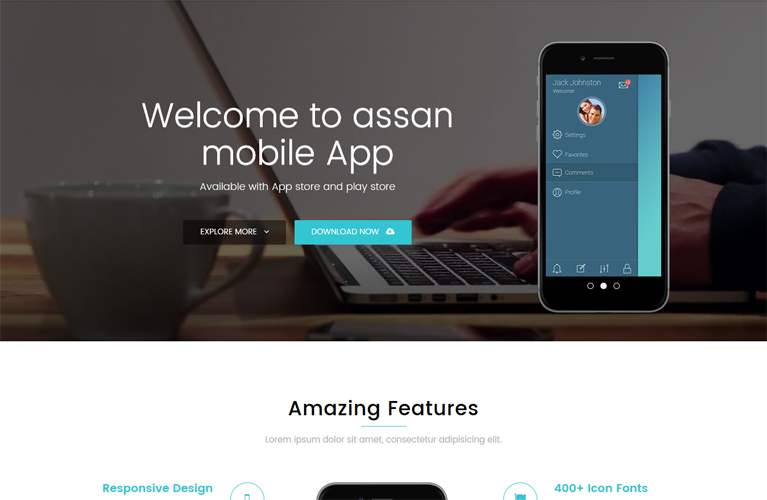 Welcome to assan
mobile App
Available with App store and play store
EXPLORE MORE
DOWNLOAD NOW
Jack Johnston
Welcome!
Settings
Favorites
Comments
Profile
Amazing Features
Lorem ipsum dolor sit amet, consectetur adipisicing elit.
Responsive Design
400+ Icon Fonts